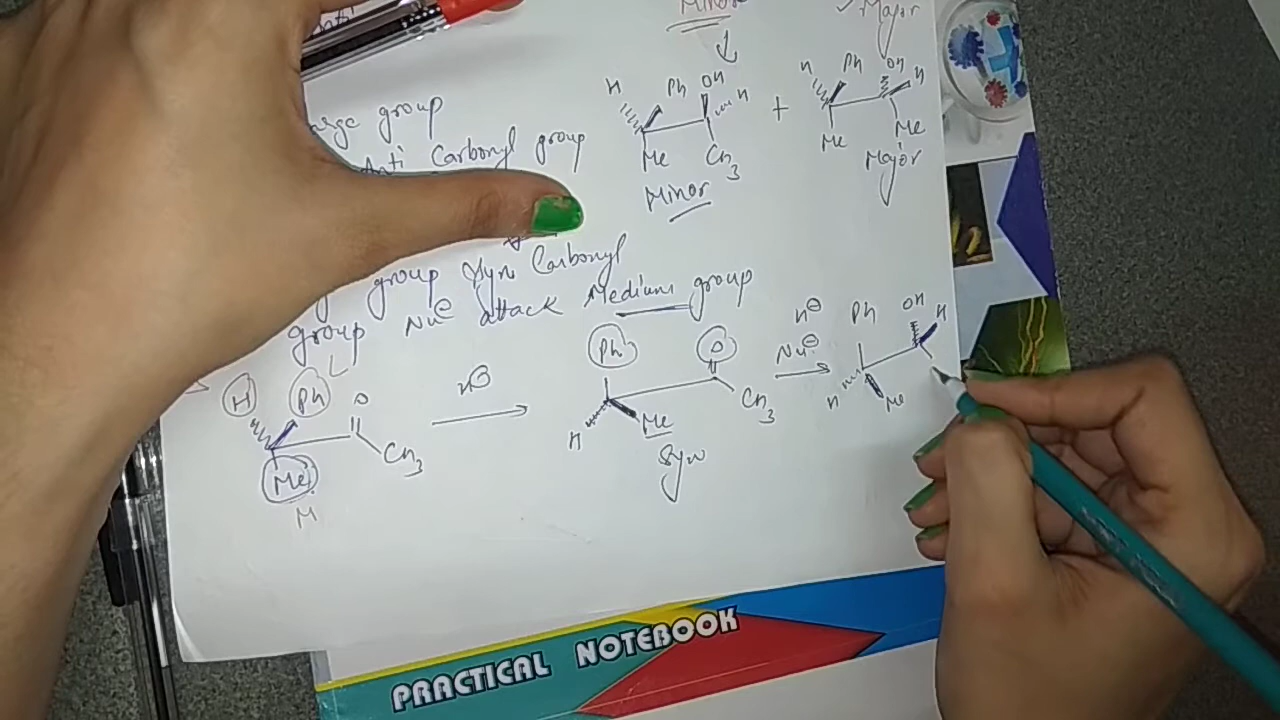 Minor
Major
H Ph OH H + H Ph OH H
Me CH3 Me Me
Minor Major
group
Anti Carbonyl group
group Syn Carbonyl
group Nu⊖ attack Medium group
H Ph L O CH3 Me M
H⊖
Ph O CH3 H Me
Syn
H⊖
Nu⊖
Ph OH H H Me
PRACTICAL NOTEBOOK